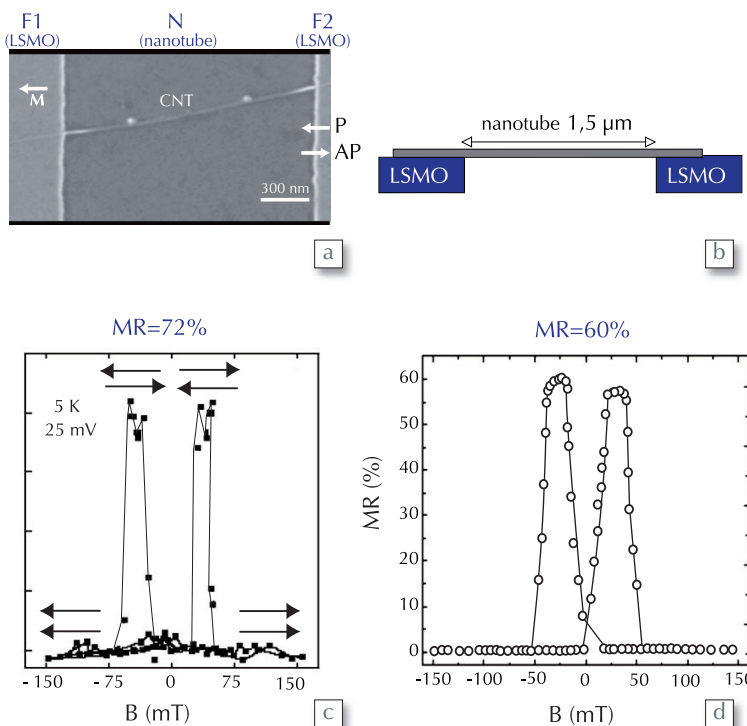 F1
(LSMO)
N
(nanotube)
F2
(LSMO)
M
CNT
P
AP
300 nm
a
nanotube 1,5 µm
LSMO
LSMO
b
MR=72%
5 K
25 mV
-150 -75 0 75 150
B (mT)
c
MR=60%
MR (%)
60
50
40
30
20
10
0
-150 -100 -50 0 50 100
B (mT)
d